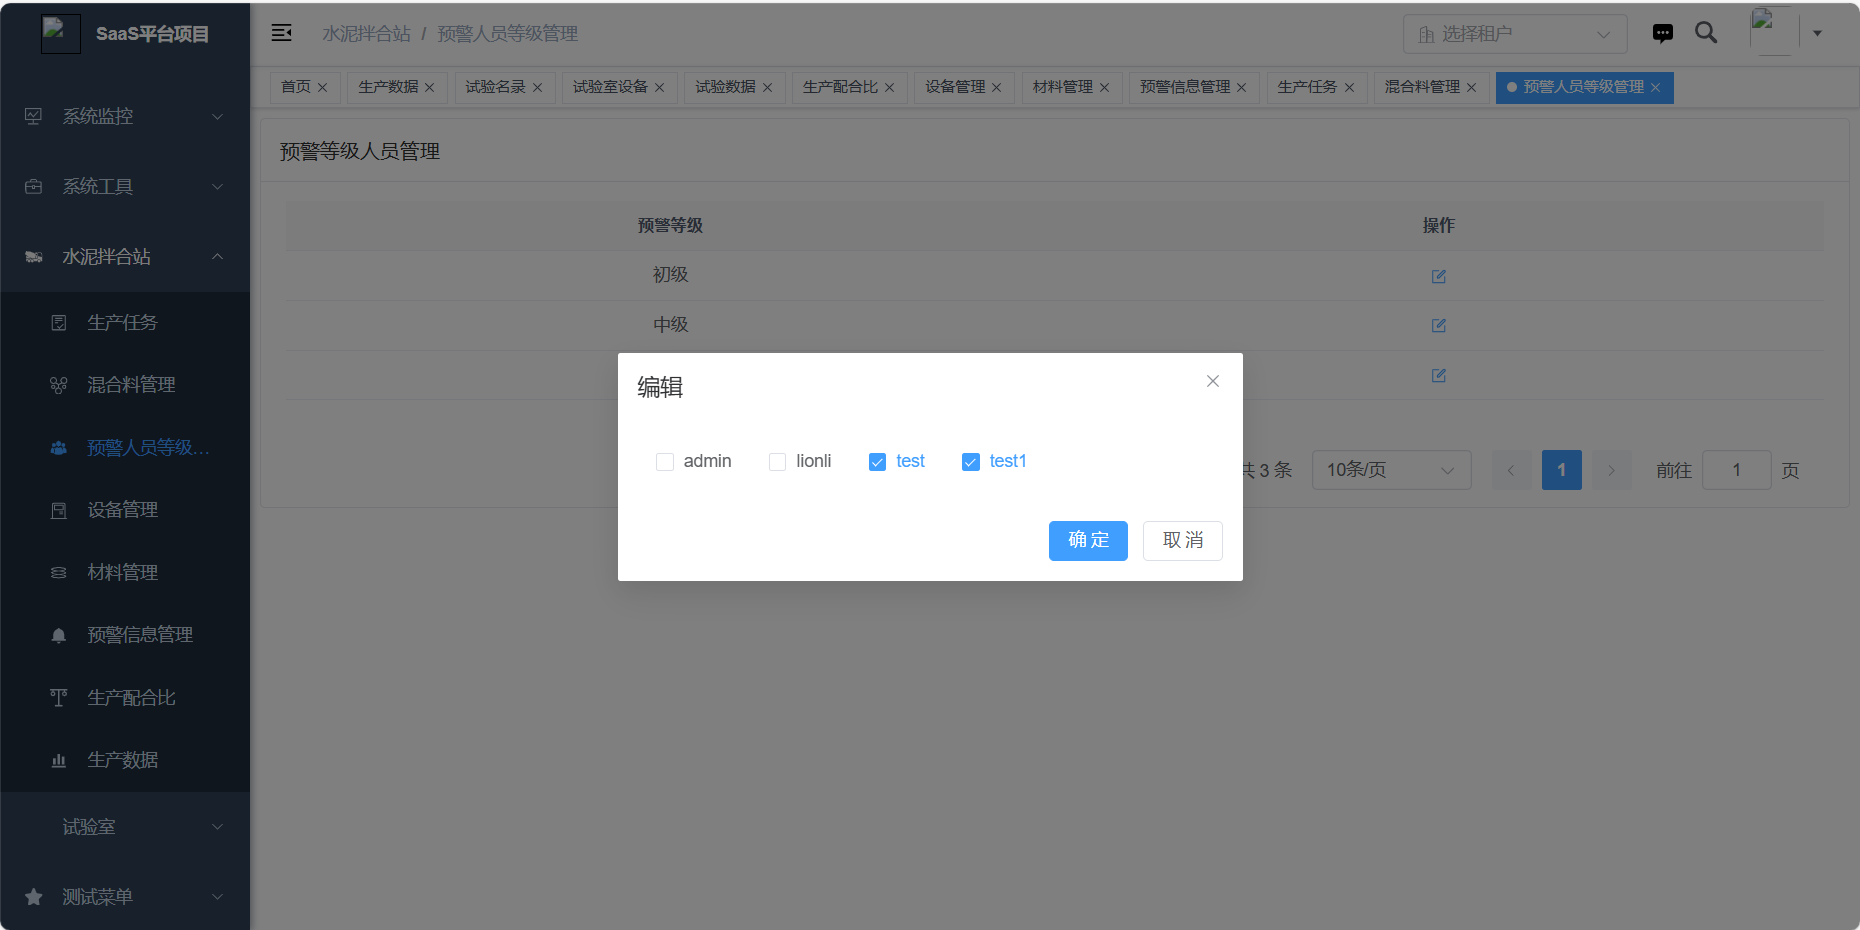 SaaS平台项目
水泥拌合站 / 预警人员等级管理
选择租户
首页 生产数据 试验名录 试验室设备 试验数据 生产配合比 设备管理 材料管理 预警信息管理 生产任务 混合料管理 预警人员等级管理
系统监控
系统工具
水泥拌合站
生产任务
混合料管理
预警人员等级...
设备管理
材料管理
预警信息管理
生产配合比
生产数据
试验室
测试菜单
预警等级人员管理
预警等级 操作
初级
中级
编辑
admin lionli test test1
确 定 取 消
共 3 条 10条/页 1 前往 1 页